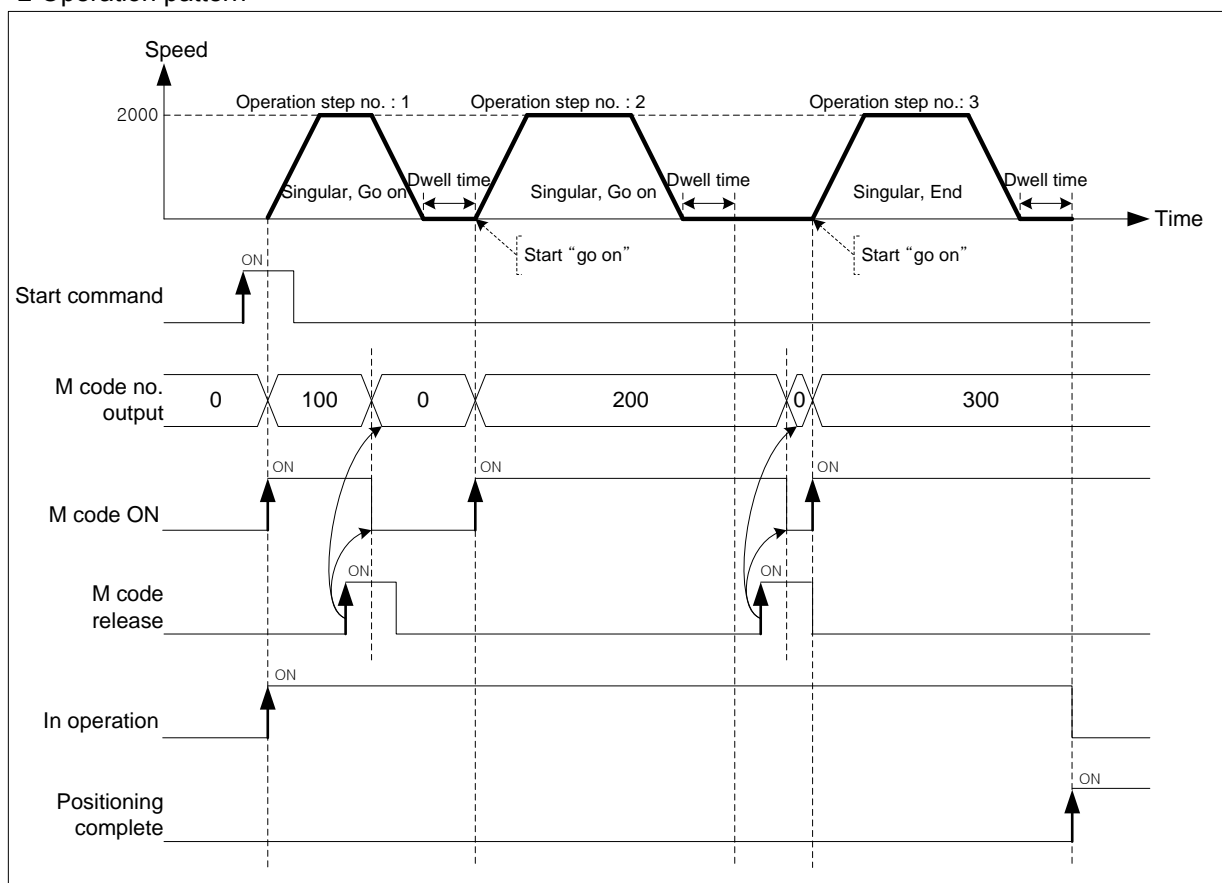 Operation pattern
Speed
Operation step no. : 1
Operation step no. : 2
Operation step no.: 3
2000
Singular, Go on
Dwell time
Singular, Go on
Dwell time
Singular, End
Dwell time
Time
Start “go on”
Start “go on”
ON
Start command
M code no.
output
0
100
0
200
0
300
ON
ON
ON
M code ON
ON
ON
M code
release
ON
In operation
ON
Positioning
complete